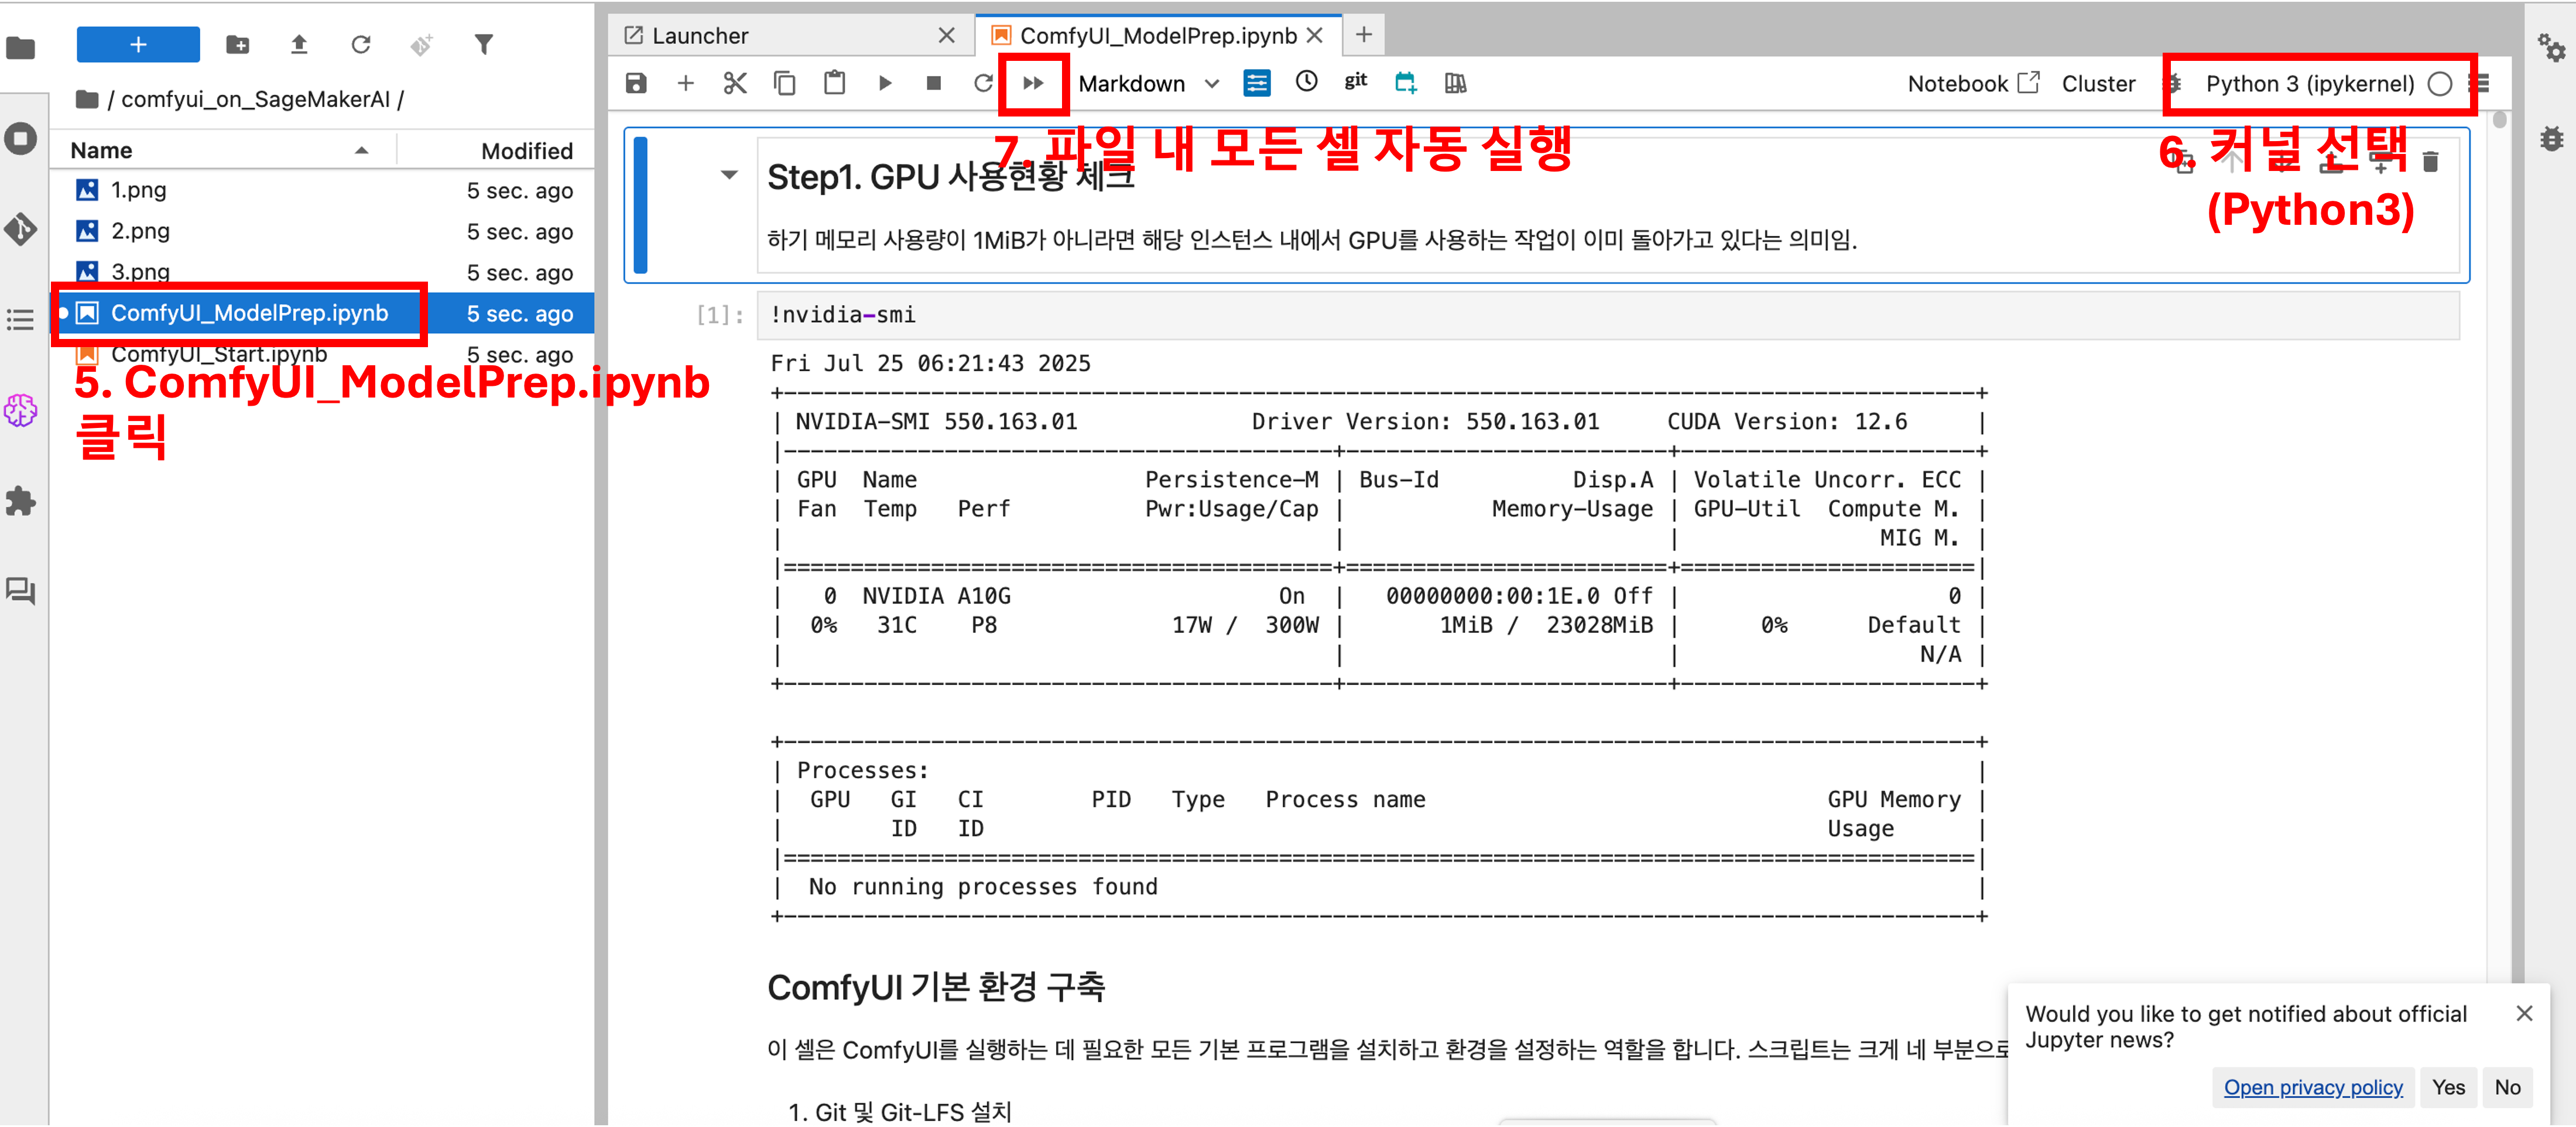 / comfyui_on_SageMakerAI /
Name Modified
1.png 5 sec. ago
2.png 5 sec. ago
3.png 5 sec. ago
ComfyUI_ModelPrep.ipynb 5 sec. ago
ComfyUI_Start.ipynb 5 sec. ago
5. ComfyUI_ModelPrep.ipynb
클릭
Launcher
ComfyUI_ModelPrep.ipynb
Markdown
git
Notebook
Cluster
Python 3 (ipykernel)
7. 파일 내 모든 셀 자동 실행
6. 커널 선택
(Python3)
Step1. GPU 사용현황 체크
하기 메모리 사용량이 1MiB가 아니라면 해당 인스턴스 내에서 GPU를 사용하는 작업이 이미 돌아가고 있다는 의미임.
[1]: !nvidia-smi
Fri Jul 25 06:21:43 2025
NVIDIA-SMI 550.163.01 Driver Version: 550.163.01 CUDA Version: 12.6
GPU Name Persistence-M | Bus-Id Disp.A | Volatile Uncorr. ECC
Fan Temp Perf Pwr:Usage/Cap | Memory-Usage | GPU-Util Compute M.
MIG M.
0 NVIDIA A10G On | 00000000:00:1E.0 Off | 0
0% 31C P8 17W / 300W | 1MiB / 23028MiB | 0% Default
N/A
Processes:
GPU GI CI PID Type Process name GPU Memory
ID ID Usage
No running processes found
ComfyUI 기본 환경 구축
이 셀은 ComfyUI를 실행하는 데 필요한 모든 기본 프로그램을 설치하고 환경을 설정하는 역할을 합니다. 스크립트는 크게 네 부분으로
1. Git 및 Git-LFS 설치
Would you like to get notified about official
Jupyter news?
Open privacy policy
Yes
No